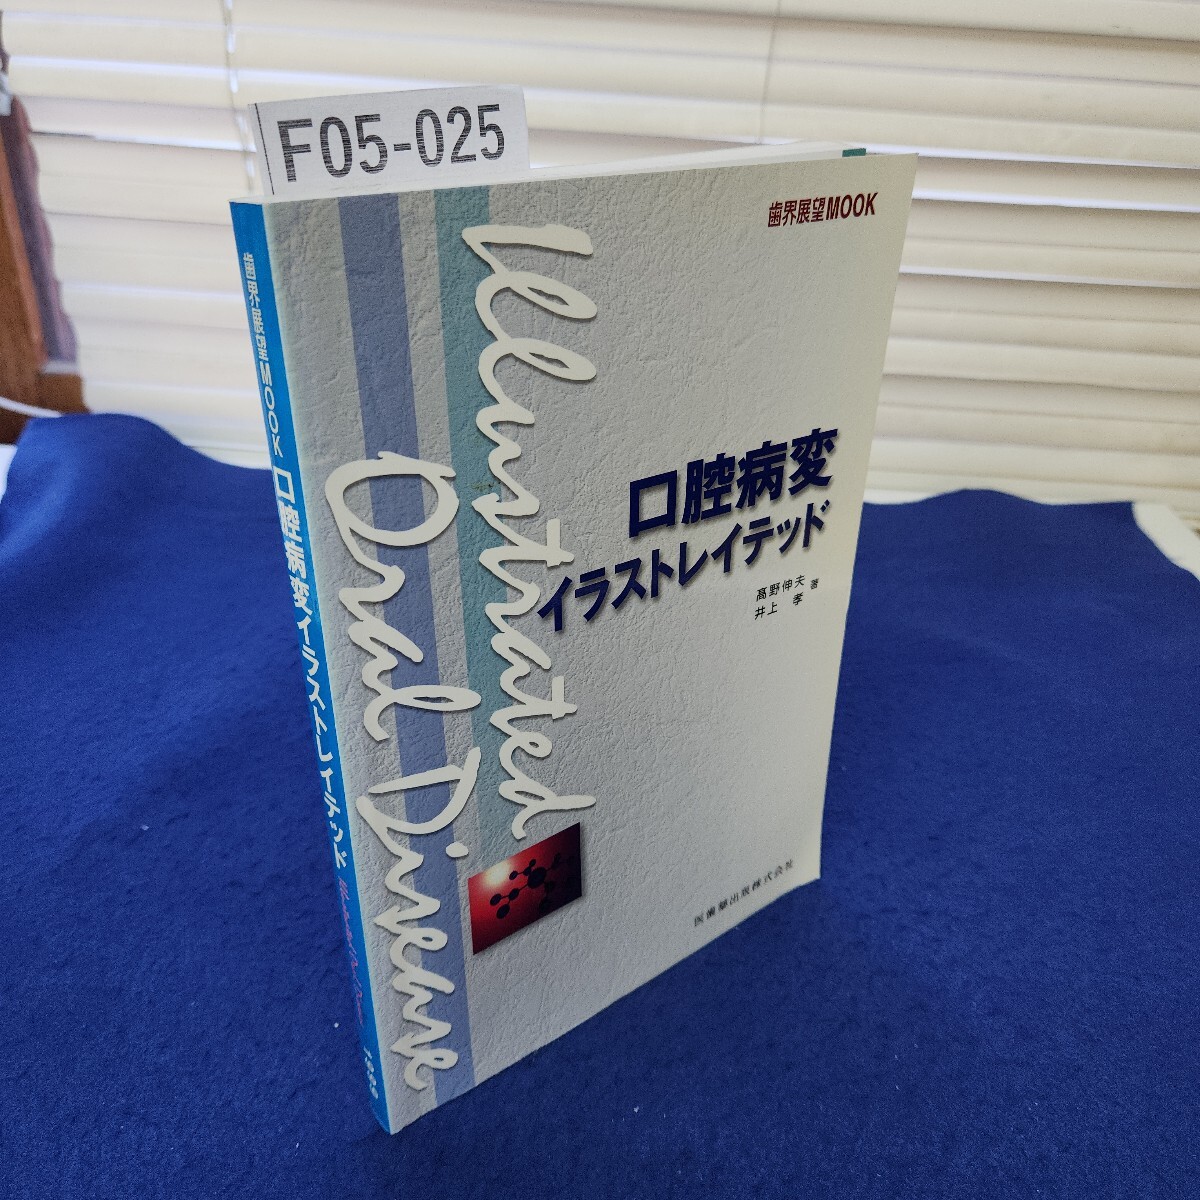 F05-025
歯界展望MOOK
Illustrated
Oral Disease
口腔病変
イラストレイテッド
髙野伸夫
井上 孝 著
医歯薬出版株式会社
歯界展望MOOK 口腔病変イラストレイテッド